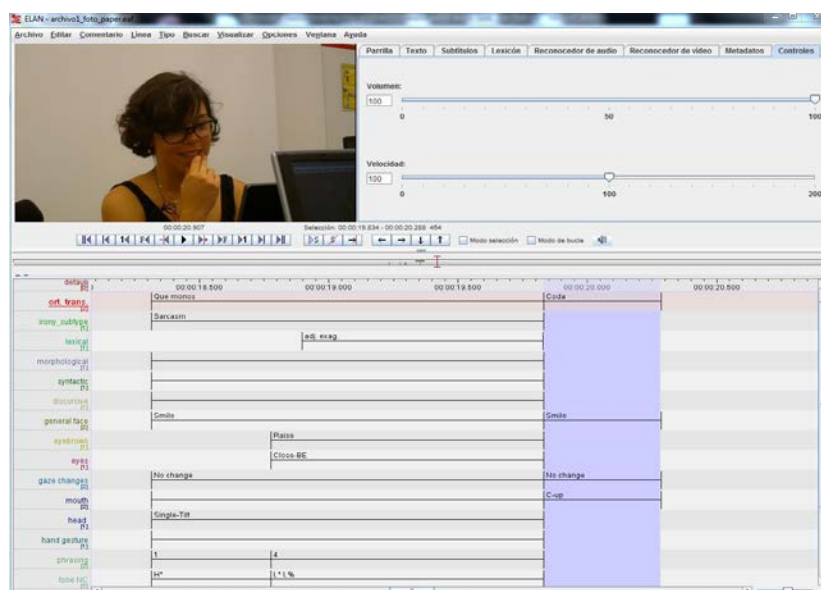 ELAN - archivo1_foto_paper.eaf
Archivo Editar Comentario Línea Tipo Buscar Visualizar Opciones Ventana Ayuda
Parrilla Texto Subtítulos Lexicón Reconocedor de audio Reconocedor de vídeo Metadatos Controles
Volumen:
100
0 50 100
Velocidad:
100
0 100 200
00:00:20.907 Selección: 00:00:19.834 - 00:00:20.288 454
Modo selección Modo de bucle
default 00:00:18.500 00:00:19.000 00:00:19.500 00:00:20.000 00:00:20.500
ort. trans. Que monos Coda
irony_subtype Sarcasm
lexical adj. exag.
morphological
syntactic
discursive
general face Smile Smile
eyebrows Raise
eyes Close-BE
gaze changes No change No change
mouth C-up
head Single-Tilt
hand gesture
phrasing 1 4
tobie NC H* L* L%